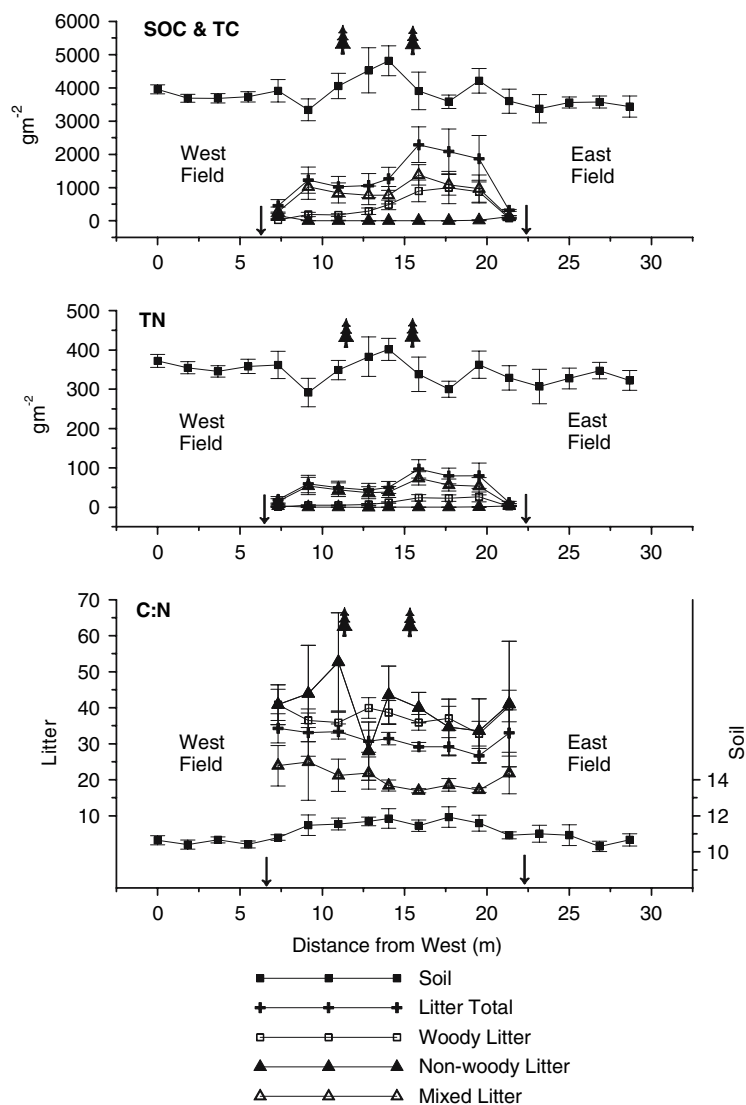 SOC & TC
6000
5000
4000
3000
2000
1000
0
gm-2
West
Field
East
Field
0 5 10 15 20 25 30
TN
500
400
300
200
100
0
gm-2
West
Field
East
Field
0 5 10 15 20 25 30
C:N
70
60
50
40
30
20
10
Litter
West
Field
East
Field
14
12
10
Soil
0 5 10 15 20 25 30
Distance from West (m)
Soil
Litter Total
Woody Litter
Non-woody Litter
Mixed Litter